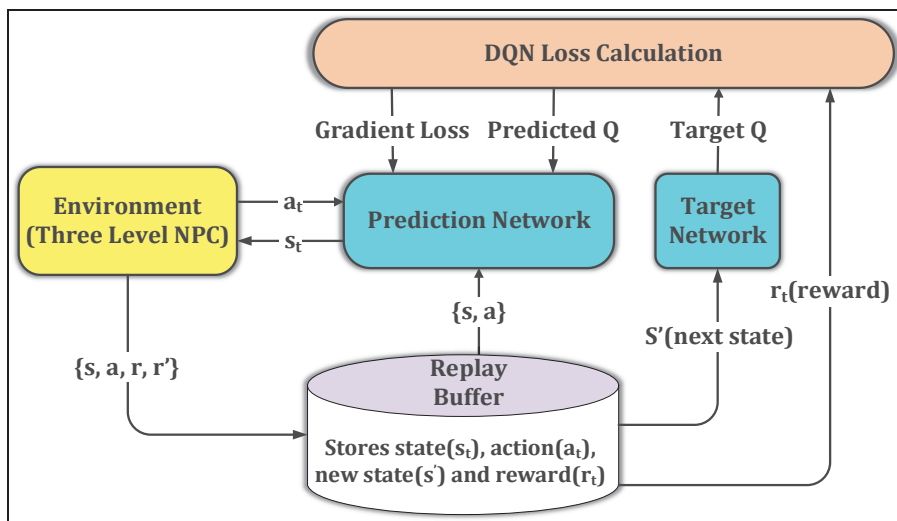 DQN Loss Calculation
Gradient Loss
Predicted Q
Target Q
Environment
(Three Level NPC)
aₜ
sₜ
Prediction Network
Target
Network
rₜ(reward)
{s, a}
S'(next state)
{s, a, r, r’}
Replay
Buffer
Stores state(sₜ), action(aₜ),
new state(s') and reward(rₜ)